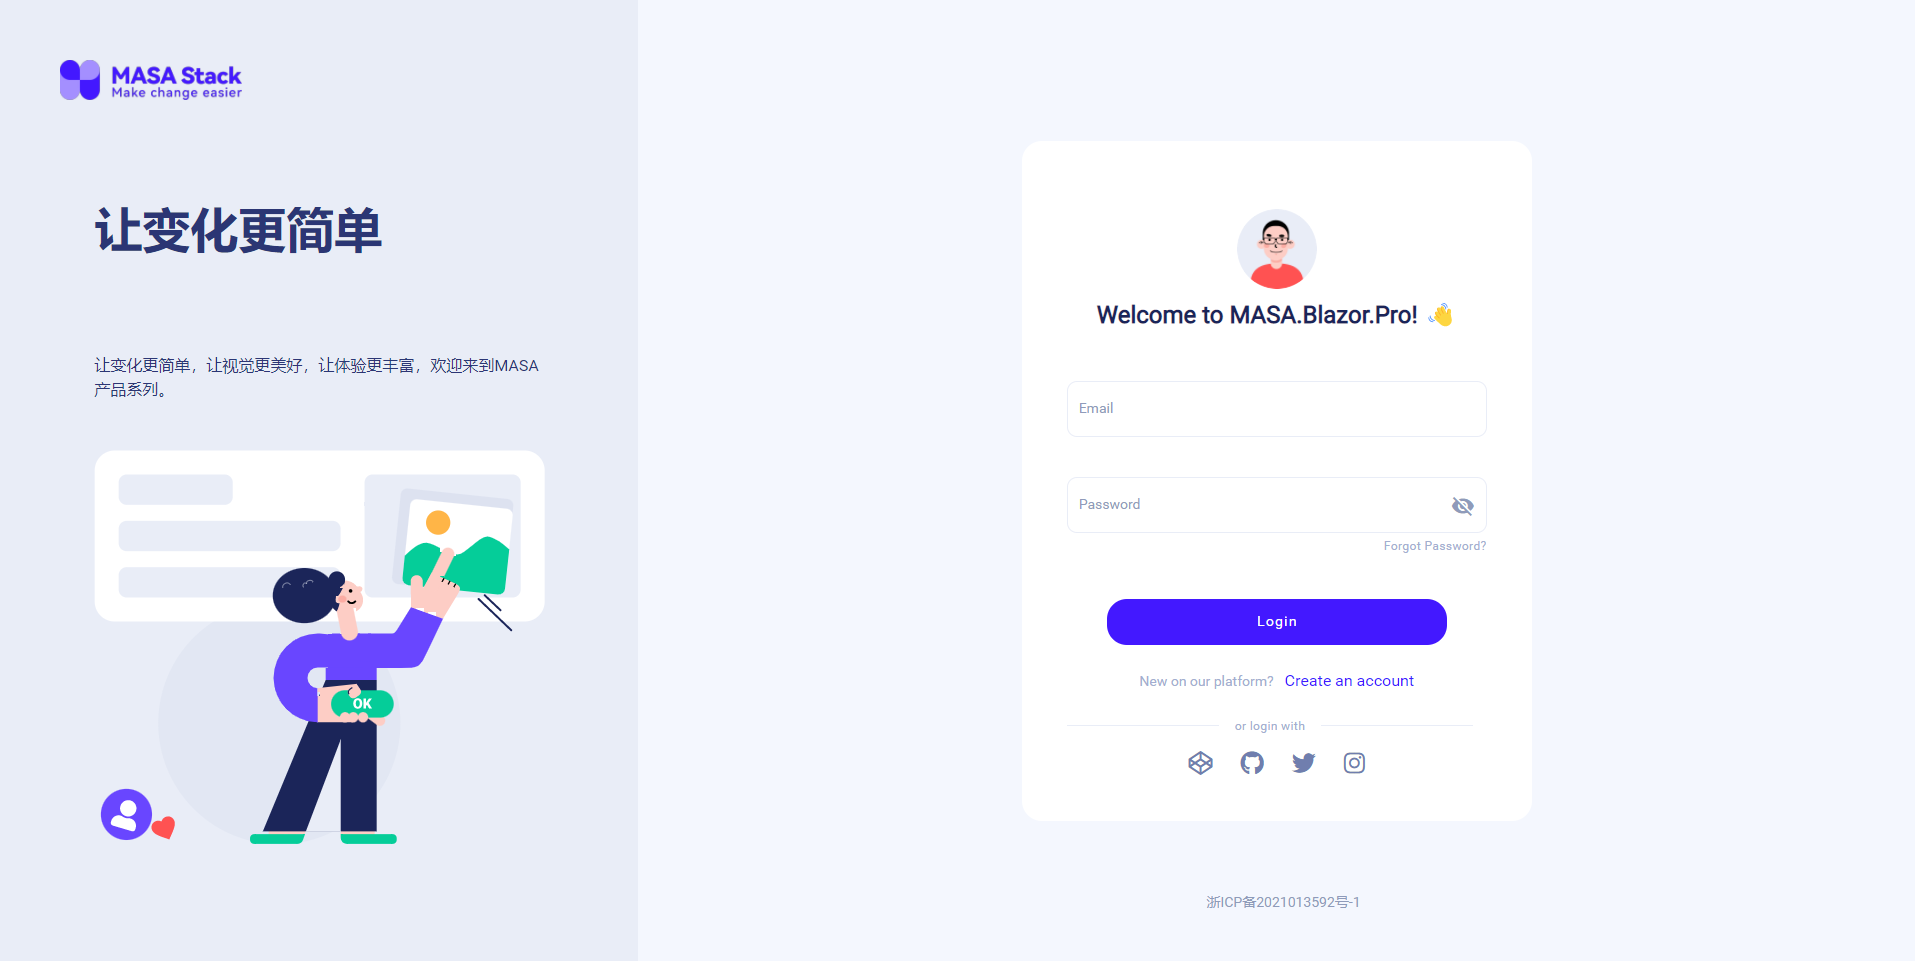 MASA Stack
Make change easier
让变化更简单
让变化更简单，让视觉更美好，让体验更丰富，欢迎来到MASA
产品系列。
OK
Welcome to MASA.Blazor.Pro! 👋
Email
Password
Forgot Password?
Login
New on our platform? Create an account
or login with
浙ICP备2021013592号-1